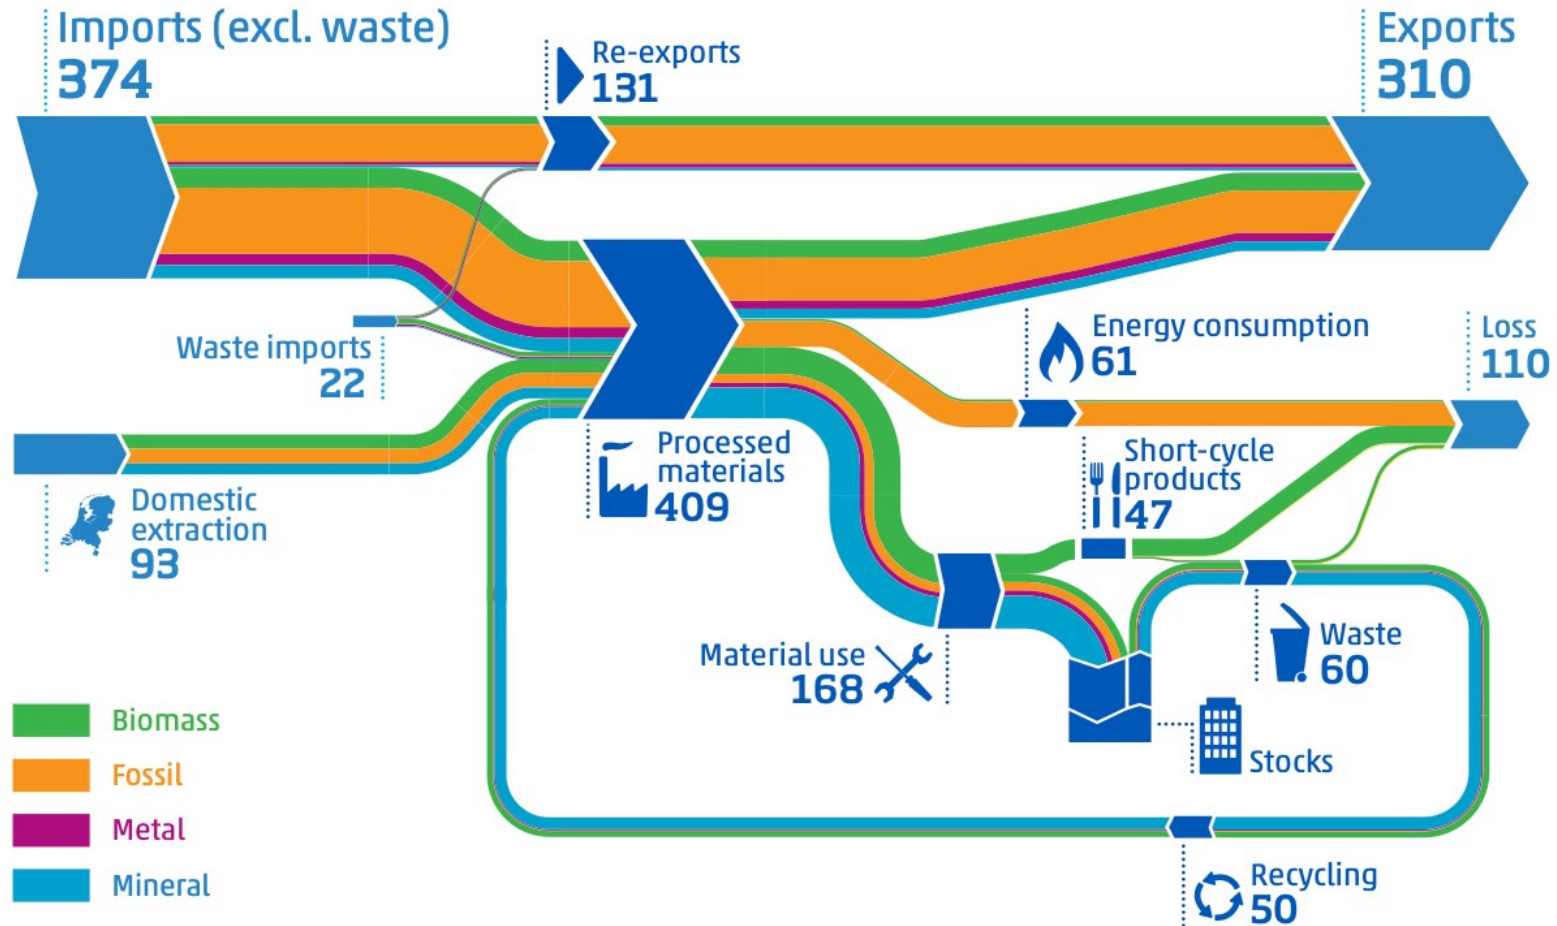 Imports (excl. waste)
374
Re-exports
131
Exports
310
Waste imports
22
Energy consumption
61
Loss
110
Domestic
extraction
93
Processed
materials
409
Short-cycle
products
47
Material use
168
Waste
60
Stocks
Recycling
50
Biomass
Fossil
Metal
Mineral